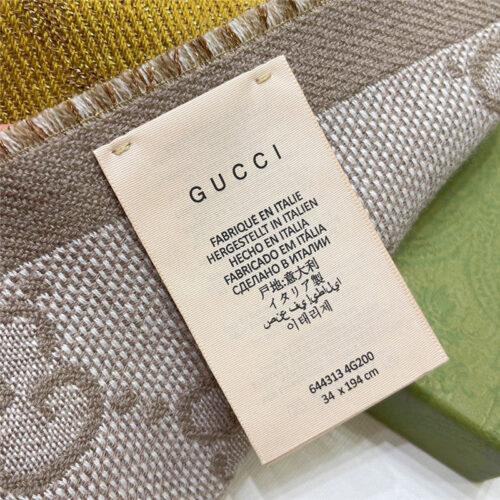 GUCCI
FABRIQUE EN ITALIE
HERGESTELLT IN ITALIEN
HECHO EN ITALIA
FABRICADO EM ITÁLIA
СДЕЛАНО В ИТАЛИИ
戸地:意大利
イタリア製
이태리제
644313 4G200
34 x 194 cm